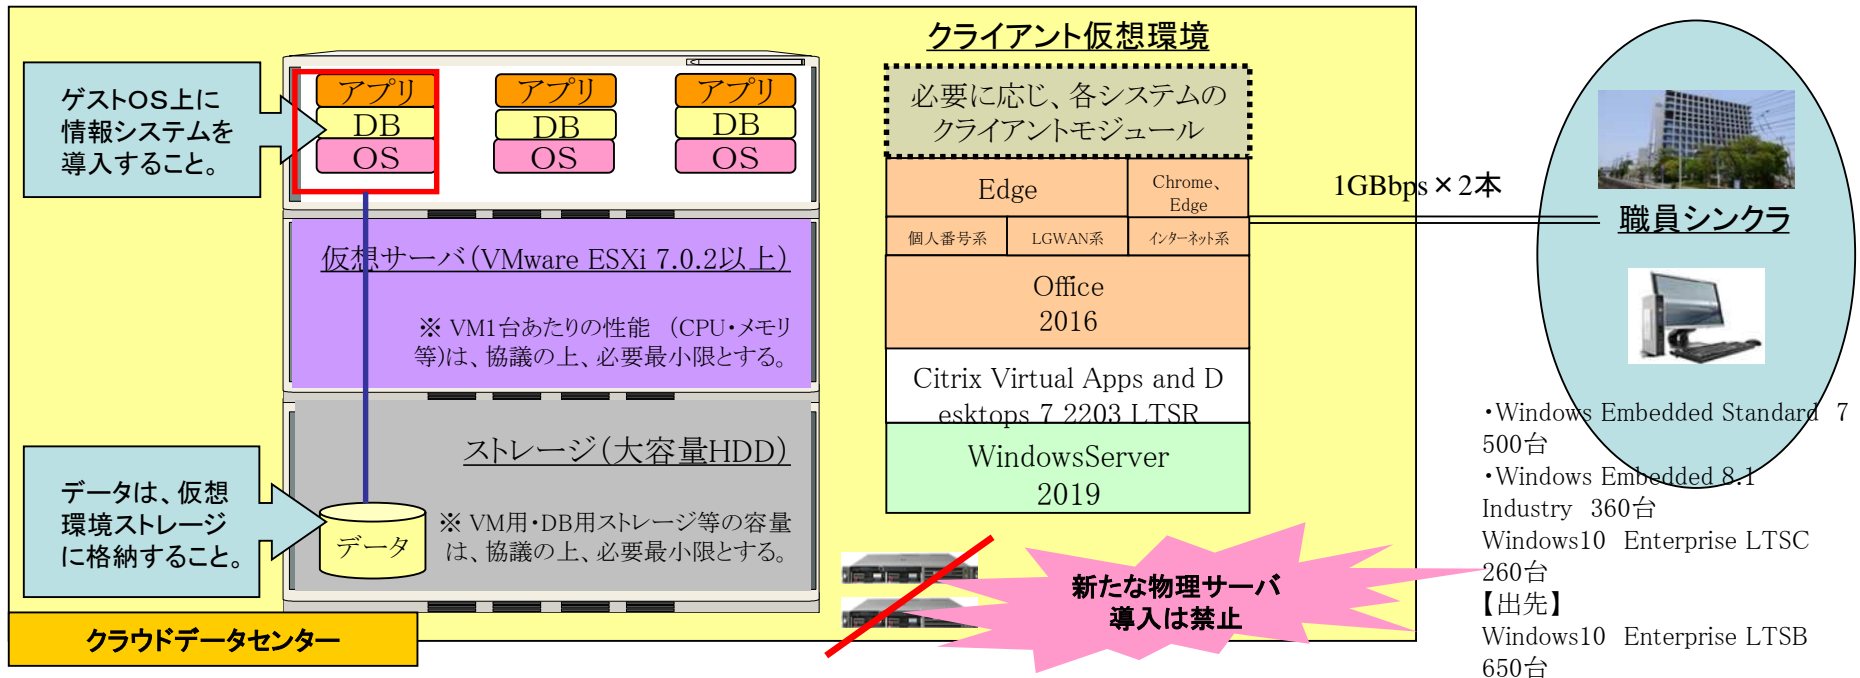 クライアント仮想環境
ゲストOS上に
情報システムを
導入すること。
アプリ
DB
OS
アプリ
DB
OS
アプリ
DB
OS
仮想サーバ(VMware ESXi 7.0.2以上)
※ VM1台あたりの性能 (CPU・メモリ
等)は、協議の上、必要最小限とする。
ストレージ(大容量HDD)
※ VM用・DB用ストレージ等の容量
は、協議の上、必要最小限とする。
データ
データは、仮想
環境ストレージ
に格納すること。
クラウドデータセンター
必要に応じ、各システムの
クライアントモジュール
Edge
Chrome、
Edge
個人番号系
LGWAN系
インターネット系
Office
2016
Citrix Virtual Apps and D
esktops 7 2203 LTSR
WindowsServer
2019
新たな物理サーバ
導入は禁止
1GBbps×2本
職員シンクラ
・Windows Embedded Standard 7
500台
・Windows Embedded 8.1
Industry 360台
Windows10 Enterprise LTSC
260台
【出先】
Windows10 Enterprise LTSB
650台